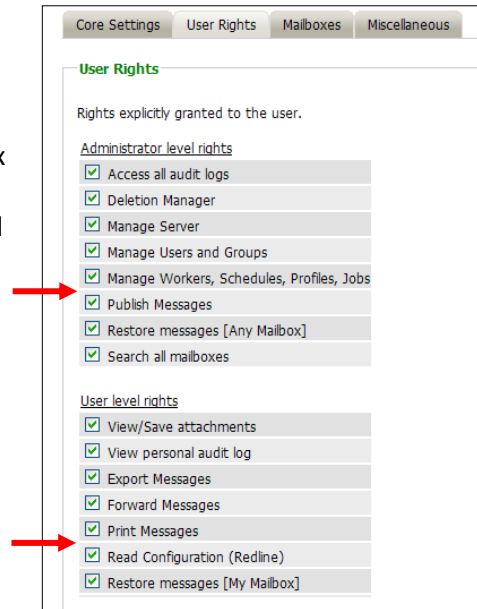 Core Settings User Rights Mailboxes Miscellaneous
User Rights
Rights explicitly granted to the user.
Administrator level rights
Access all audit logs
Deletion Manager
Manage Server
Manage Users and Groups
Manage Workers, Schedules, Profiles, Jobs
Publish Messages
Restore messages [Any Mailbox]
Search all mailboxes
User level rights
View/Save attachments
View personal audit log
Export Messages
Forward Messages
Print Messages
Read Configuration (Redline)
Restore messages [My Mailbox]